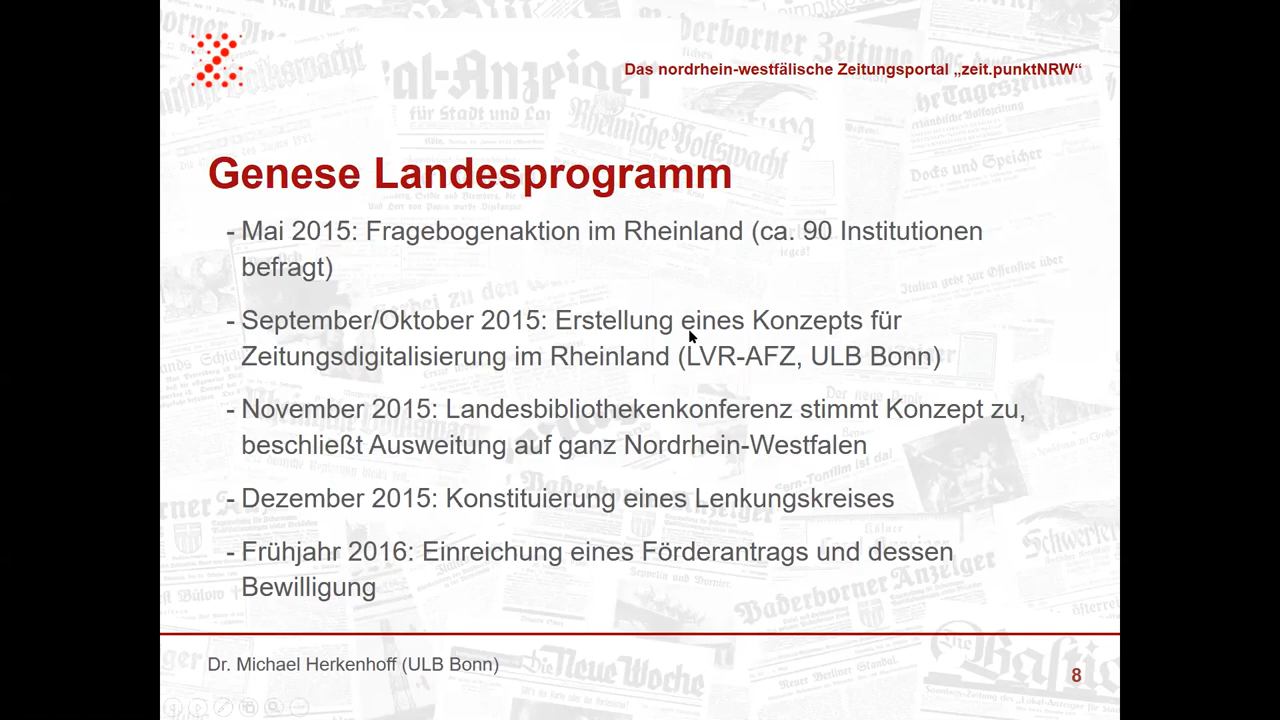 Das nordrhein-westfälische Zeitungsportal „zeit.punktNRW“
Genese Landesprogramm
- Mai 2015: Fragebogenaktion im Rheinland (ca. 90 Institutionen
befragt)
- September/Oktober 2015: Erstellung eines Konzepts für
Zeitungsdigitalisierung im Rheinland (LVR-AFZ, ULB Bonn)
- November 2015: Landesbibliothekenkonferenz stimmt Konzept zu,
beschließt Ausweitung auf ganz Nordrhein-Westfalen
- Dezember 2015: Konstituierung eines Lenkungskreises
- Frühjahr 2016: Einreichung eines Förderantrags und dessen
Bewilligung
Dr. Michael Herkenhoff (ULB Bonn)
8